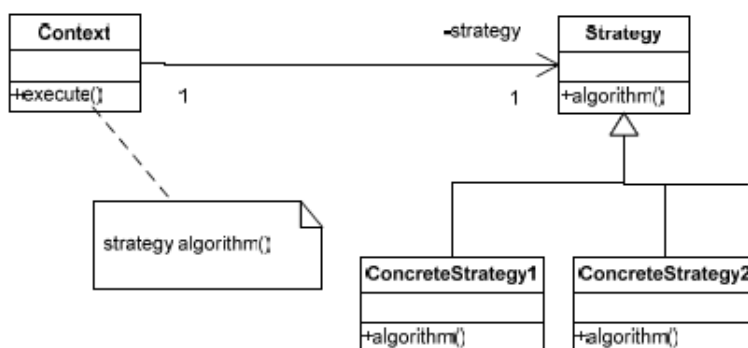 Context
-strategy
Strategy
+execute()
1
1
+algorithm()
strategy algorithm()
ConcreteStrategy1
ConcreteStrategy2
+algorithm()
+algorithm()